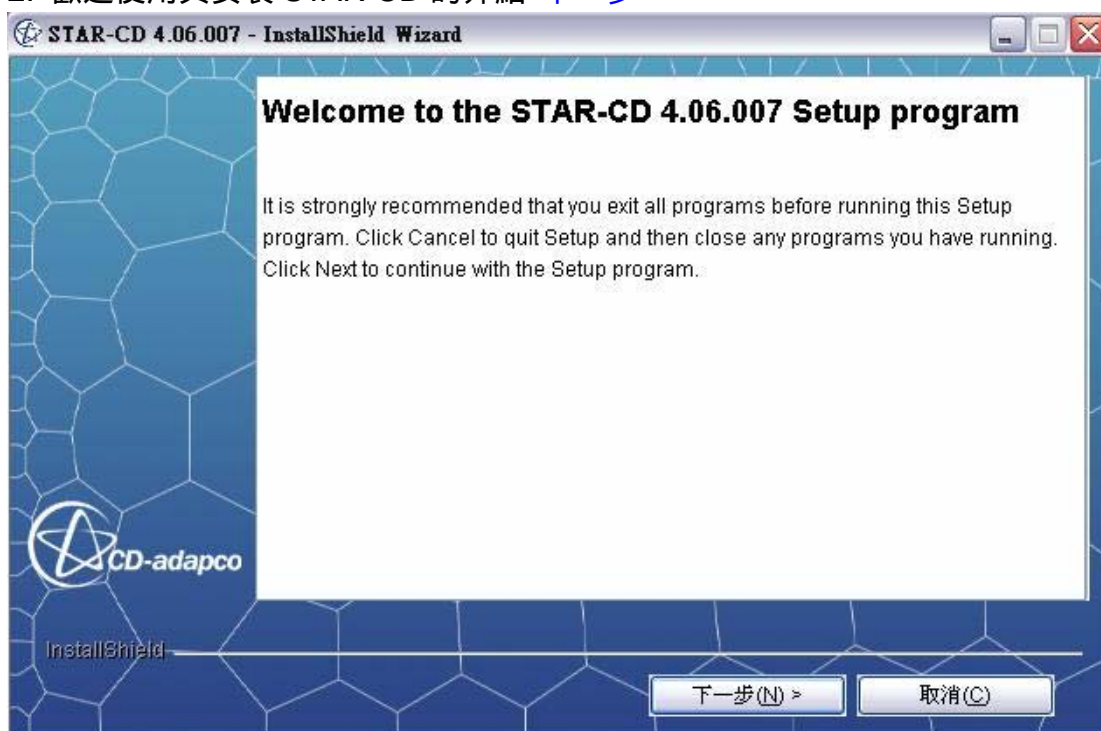 STAR-CD 4.06.007 - InstallShield Wizard
Welcome to the STAR-CD 4.06.007 Setup program
It is strongly recommended that you exit all programs before running this Setup
program. Click Cancel to quit Setup and then close any programs you have running.
Click Next to continue with the Setup program.
CD-adapco
InstallShield
下一步(N) >
取消(C)